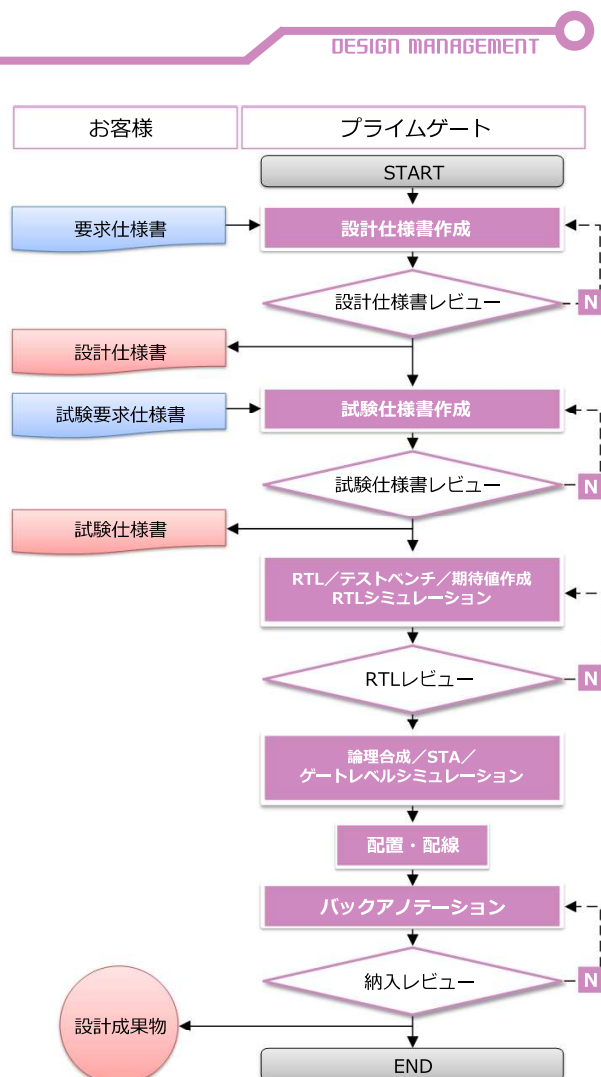 DESIGN MANAGEMENT
お客様
プライムゲート
START
要求仕様書
設計仕様書作成
設計仕様書レビュー
N
設計仕様書
試験要求仕様書
試験仕様書作成
試験仕様書レビュー
N
試験仕様書
RTL／テストベンチ／期待値作成
RTLシミュレーション
RTLレビュー
N
論理合成／STA／
ゲートレベルシミュレーション
配置・配線
バックアノテーション
納入レビュー
N
設計成果物
END